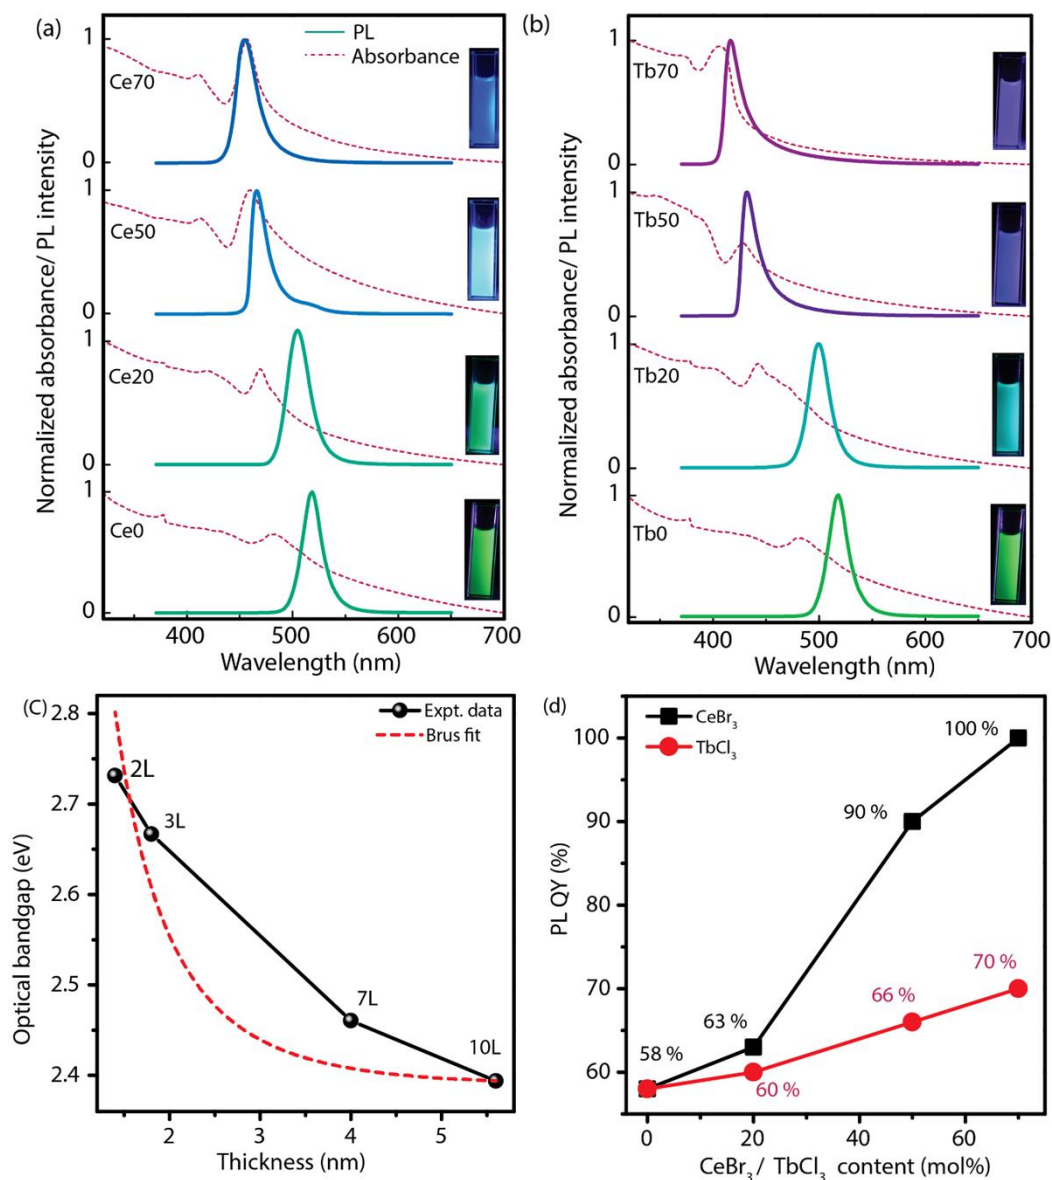 (a)
PL
Absorbance
Normalized absorbance/ PL intensity
1
Ce70
0
1
Ce50
0
1
Ce20
0
1
Ce0
0
400 500 600 700
Wavelength (nm)
(b)
Normalized absorbance/ PL intensity
1
Tb70
0
1
Tb50
0
1
Tb20
0
1
Tb0
0
400 500 600 700
Wavelength (nm)
(C)
Expt. data
Brus fit
Optical bandgap (eV)
2.8
2.7
2.6
2.5
2.4
2L
3L
7L
10L
2 3 4 5
Thickness (nm)
(d)
CeBr₃
TbCl₃
PL QY (%)
100
90
80
70
60
100 %
90 %
70 %
66 %
63 %
58 %
60 %
0 20 40 60
CeBr₃/ TbCl₃ content (mol%)